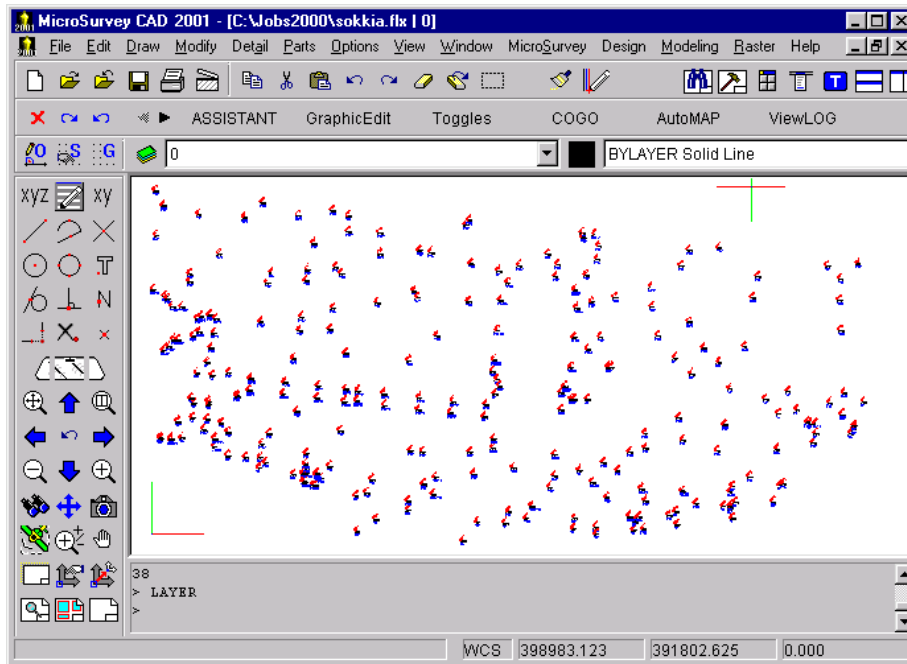 2001 MicroSurvey CAD 2001 - [C:\Jobs2000\sokkia.flx | 0]
File Edit Draw Modify Detail Parts Options View Window MicroSurvey Design Modeling Raster Help
T
ASSISTANT GraphicEdit Toggles COGO AutoMAP ViewLOG
O S G 0 BYLAYER Solid Line
xyz xy
T
N
38
> LAYER
>
WCS 398983.123 391802.625 0.000